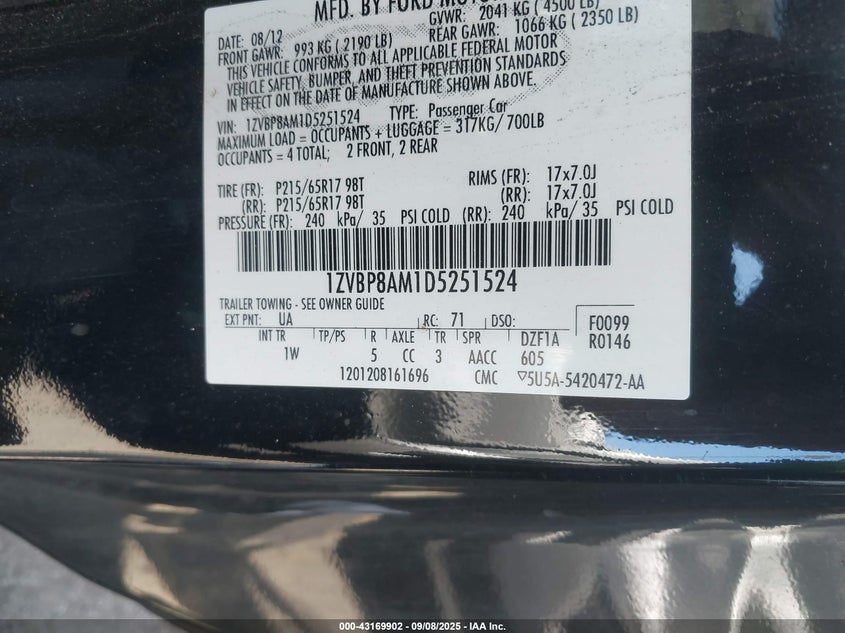 MFD. BY FORD MOTOR
DATE: 08/12 GVWR: 2041 KG ( 4500 LB)
FRONT GAWR: 993 KG ( 2190 LB) REAR GAWR: 1066 KG ( 2350 LB)
THIS VEHICLE CONFORMS TO ALL APPLICABLE FEDERAL MOTOR
VEHICLE SAFETY, BUMPER, AND THEFT PREVENTION STANDARDS
IN EFFECT ON THE DATE OF MANUFACTURE SHOWN ABOVE.
VIN: 1ZVBP8AM1D5251524 TYPE: Passenger Car
MAXIMUM LOAD = OCCUPANTS + LUGGAGE = 317KG/ 700LB
OCCUPANTS = 4 TOTAL; 2 FRONT, 2 REAR
TIRE (FR): P215/65R17 98T RIMS (FR): 17x7.0J
(RR): P215/65R17 98T (RR): 17x7.0J
PRESSURE (FR): 240 kPa/ 35 PSI COLD (RR): 240 kPa/ 35 PSI COLD
1ZVBP8AM1D5251524
TRAILER TOWING - SEE OWNER GUIDE
EXT PNT: UA RC: 71 DSO: F0099
INT TR TP/PS R AXLE TR SPR DZF1A R0146
1W 5 CC 3 AACC 605
1201208161696 CMC ▽5U5A-5420472-AA
000-43169902 - 09/08/2025 - IAA Inc.